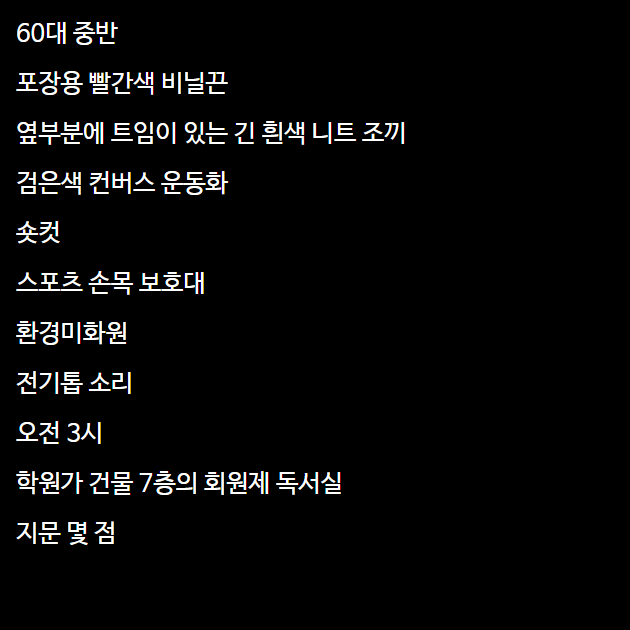 60대 중반
포장용 빨간색 비닐끈
옆부분에 트임이 있는 긴 흰색 니트 조끼
검은색 컨버스 운동화
숏컷
스포츠 손목 보호대
환경미화원
전기톱 소리
오전 3시
학원가 건물 7층의 회원제 독서실
지문 몇 점